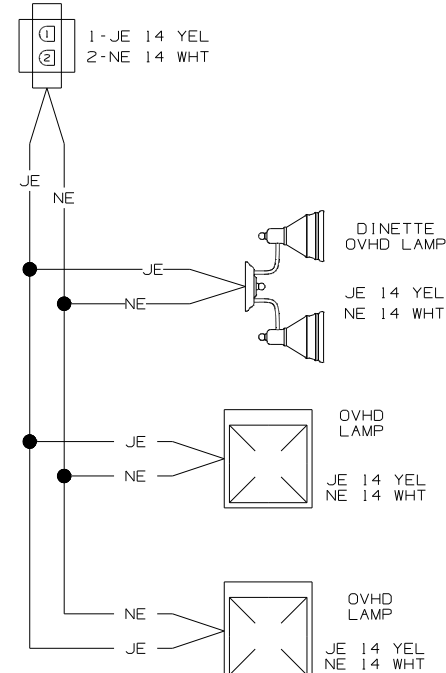 1 1-JE 14 YEL
2 2-NE 14 WHT
JE
NE
DINETTE
OVHD LAMP
JE
JE 14 YEL
NE
NE 14 WHT
OVHD
LAMP
JE
NE
JE 14 YEL
NE 14 WHT
OVHD
LAMP
NE
JE
JE 14 YEL
NE 14 WHT